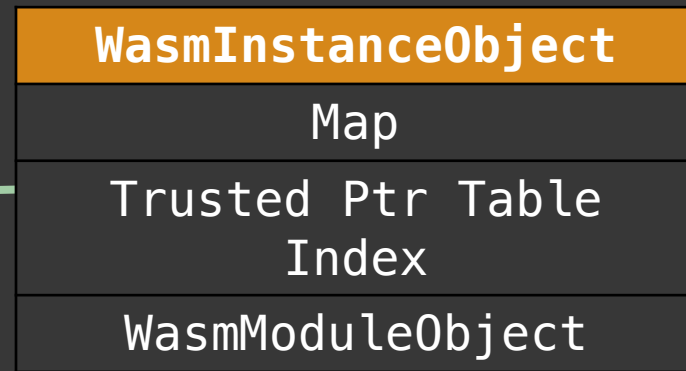 WasmInstanceObject
Map
Trusted Ptr Table
Index
WasmModuleObject